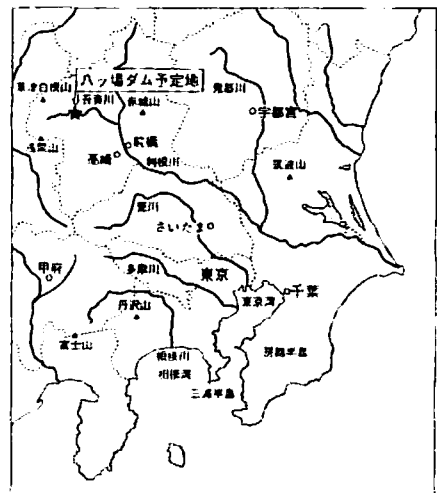 八ッ場ダム予定地
草津白根山
吾妻川
赤城山
鬼怒川
宇都宮
浅間山
前橋
高崎
利根川
筑波山
荒川
さいたま
甲府
多摩川
東京
東京湾
千葉
丹沢山
富士山
相模川
相模湾
房総半島
三浦半島